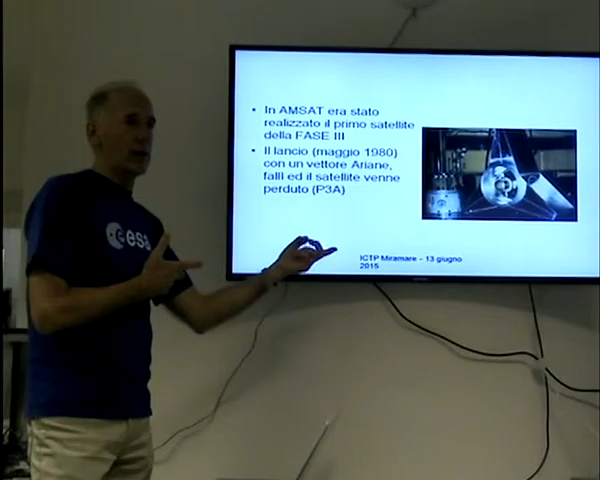 In AMSAT era stato
realizzato il primo satellite
della FASE III
Il lancio (maggio 1980)
con un vettore Ariane,
fallì ed il satellite venne
perduto (P3A)
ICTP Miramare - 13 giugno
2015
esa